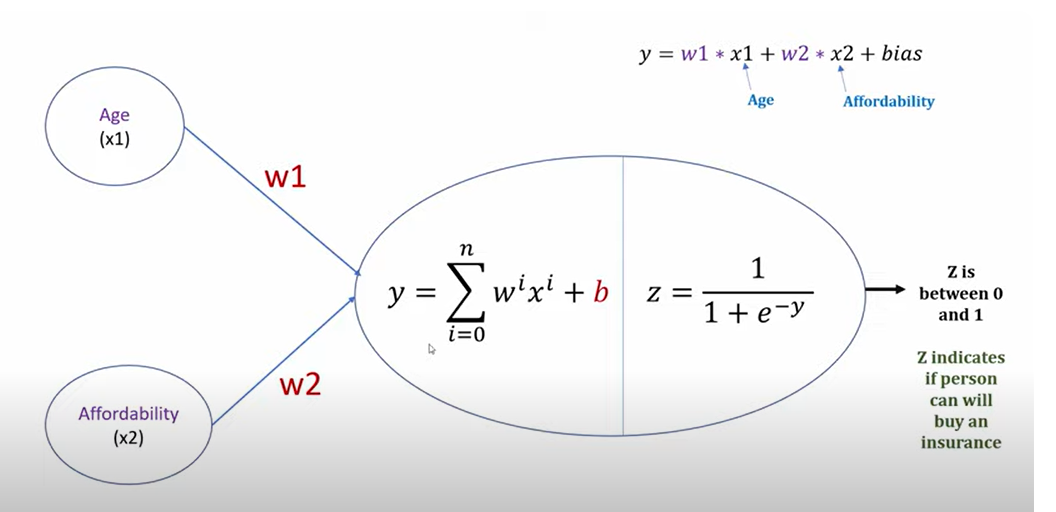 y = w1 * x1 + w2 * x2 + bias
Age
Affordability
Age
(x1)
w1
y = \sum_{i=0}^{n} w^i x^i + b
z = \frac{1}{1 + e^{-y}}
Z is
between 0
and 1
w2
Z indicates
if person
can will
buy an
insurance
Affordability
(x2)